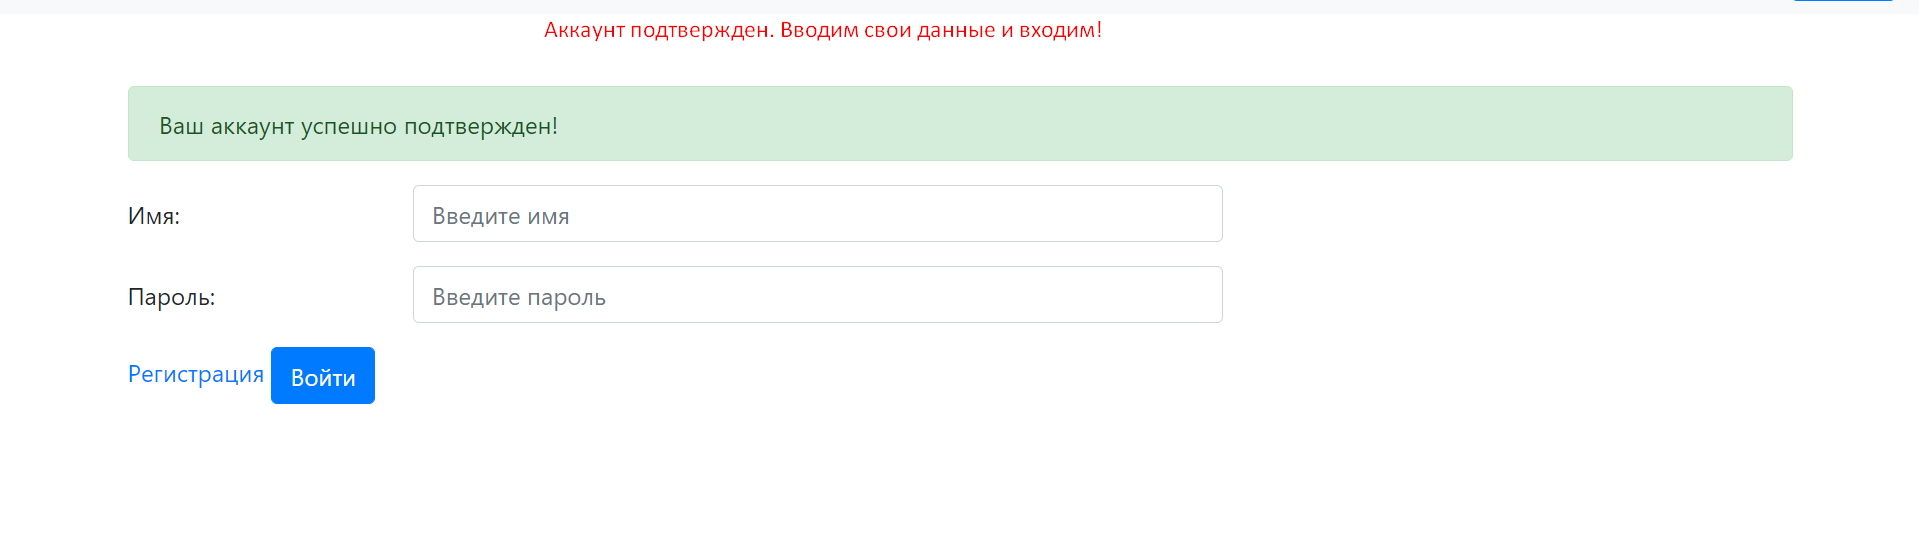 Аккаунт подтвержден. Вводим свои данные и входим!
Ваш аккаунт успешно подтвержден!
Имя:
Введите имя
Пароль:
Введите пароль
Регистрация Войти